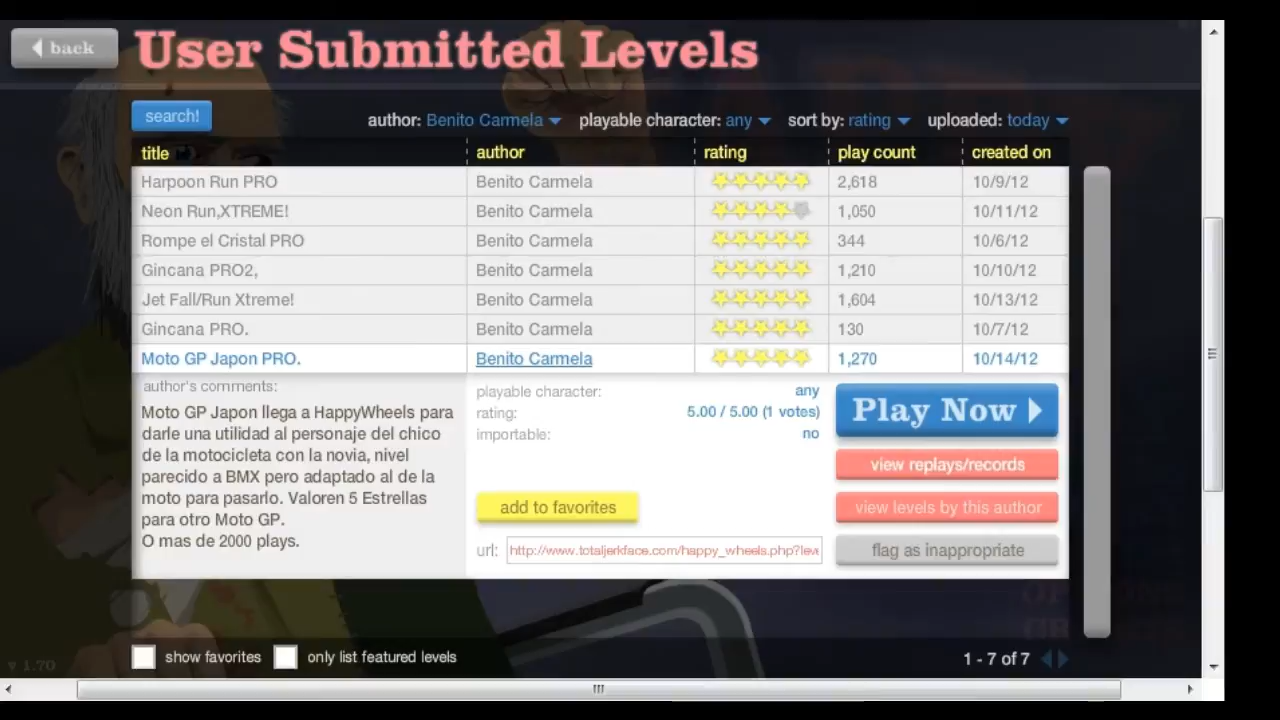 back
User Submitted Levels
search!
author: Benito Carmela playable character: any sort by: rating uploaded: today
title author rating play count created on
Harpoon Run PRO Benito Carmela 2,618 10/9/12
Neon Run,XTREME! Benito Carmela 1,050 10/11/12
Rompe el Cristal PRO Benito Carmela 344 10/6/12
Gincana PRO2, Benito Carmela 1,210 10/10/12
Jet Fall/Run Xtreme! Benito Carmela 1,604 10/13/12
Gincana PRO. Benito Carmela 130 10/7/12
Moto GP Japon PRO. Benito Carmela 1,270 10/14/12
author's comments:
Moto GP Japon llega a HappyWheels para
darle una utilidad al personaje del chico
de la motocicleta con la novia, nivel
parecido a BMX pero adaptado al de la
moto para pasarlo. Valoren 5 Estrellas
para otro Moto GP.
O mas de 2000 plays.
playable character: any
rating: 5.00 / 5.00 (1 votes)
importable: no
add to favorites
url: http://www.totaljerkface.com/happy_wheels.php?leve
Play Now
view replays/records
view levels by this author
flag as inappropriate
show favorites only list featured levels
1 - 7 of 7
v 1.70